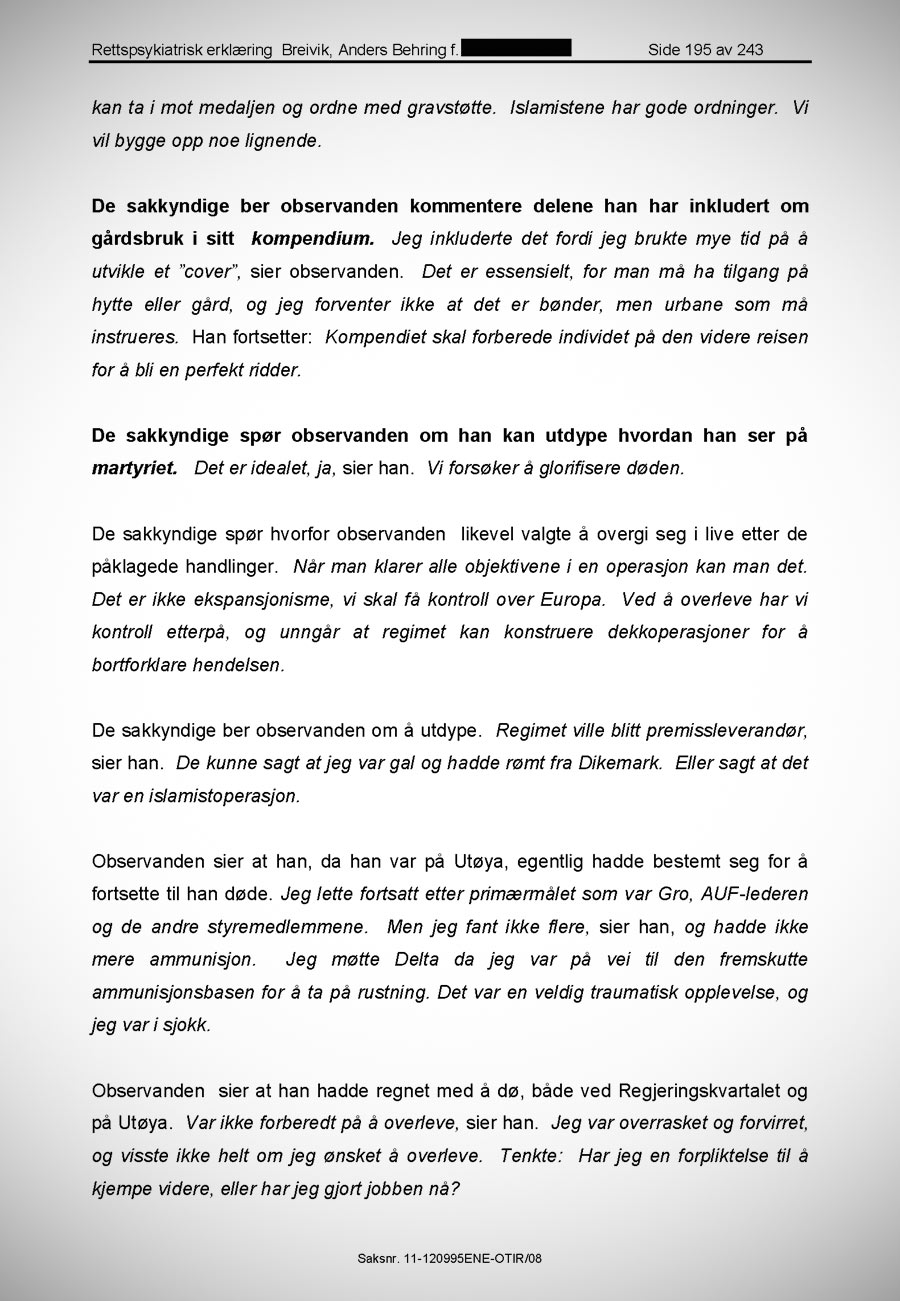 Rettspsykiatrisk erklæring Breivik, Anders Behring f. Side 195 av 243
kan ta i mot medaljen og ordne med gravstøtte. Islamistene har gode ordninger. Vi
vil bygge opp noe lignende.
De sakkyndige ber observanden kommentere delene han har inkludert om
gårdsbruk i sitt kompendium. Jeg inkluderte det fordi jeg brukte mye tid på å
utvikle et ”cover”, sier observanden. Det er essensielt, for man må ha tilgang på
hytte eller gård, og jeg forventer ikke at det er bønder, men urbane som må
instrueres. Han fortsetter: Kompendiet skal forberede individet på den videre reisen
for å bli en perfekt ridder.
De sakkyndige spør observanden om han kan utdype hvordan han ser på
martyriet. Det er idealet, ja, sier han. Vi forsøker å glorifisere døden.
De sakkyndige spør hvorfor observanden likevel valgte å overgi seg i live etter de
påklagede handlinger. Når man klarer alle objektivene i en operasjon kan man det.
Det er ikke ekspansjonisme, vi skal få kontroll over Europa. Ved å overleve har vi
kontroll etterpå, og unngår at regimet kan konstruere dekkoperasjoner for å
bortforklare hendelsen.
De sakkyndige ber observanden om å utdype. Regimet ville blitt premissleverandør,
sier han. De kunne sagt at jeg var gal og hadde rømt fra Dikemark. Eller sagt at det
var en islamistoperasjon.
Observanden sier at han, da han var på Utøya, egentlig hadde bestemt seg for å
fortsette til han døde. Jeg lette fortsatt etter primærmålet som var Gro, AUF-lederen
og de andre styremedlemmene. Men jeg fant ikke flere, sier han, og hadde ikke
mere ammunisjon. Jeg møtte Delta da jeg var på vei til den fremskutte
ammunisjonsbasen for å ta på rustning. Det var en veldig traumatisk opplevelse, og
jeg var i sjokk.
Observanden sier at han hadde regnet med å dø, både ved Regjeringskvartalet og
på Utøya. Var ikke forberedt på å overleve, sier han. Jeg var overrasket og forvirret,
og visste ikke helt om jeg ønsket å overleve. Tenkte: Har jeg en forpliktelse til å
kjempe videre, eller har jeg gjort jobben nå?
Saksnr. 11-120995ENE-OTIR/08